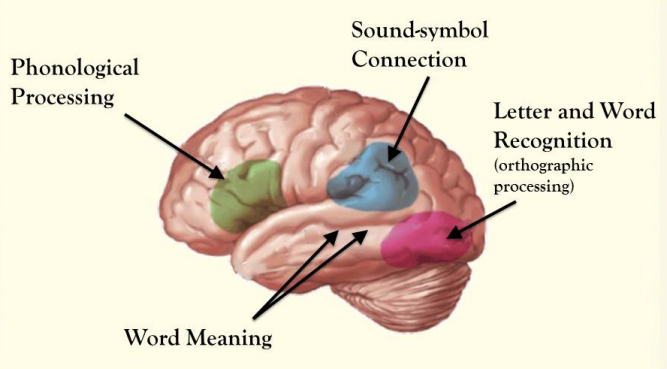 Sound-symbol
Connection
Phonological
Processing
Letter and Word
Recognition
(orthographic
processing)
Word Meaning